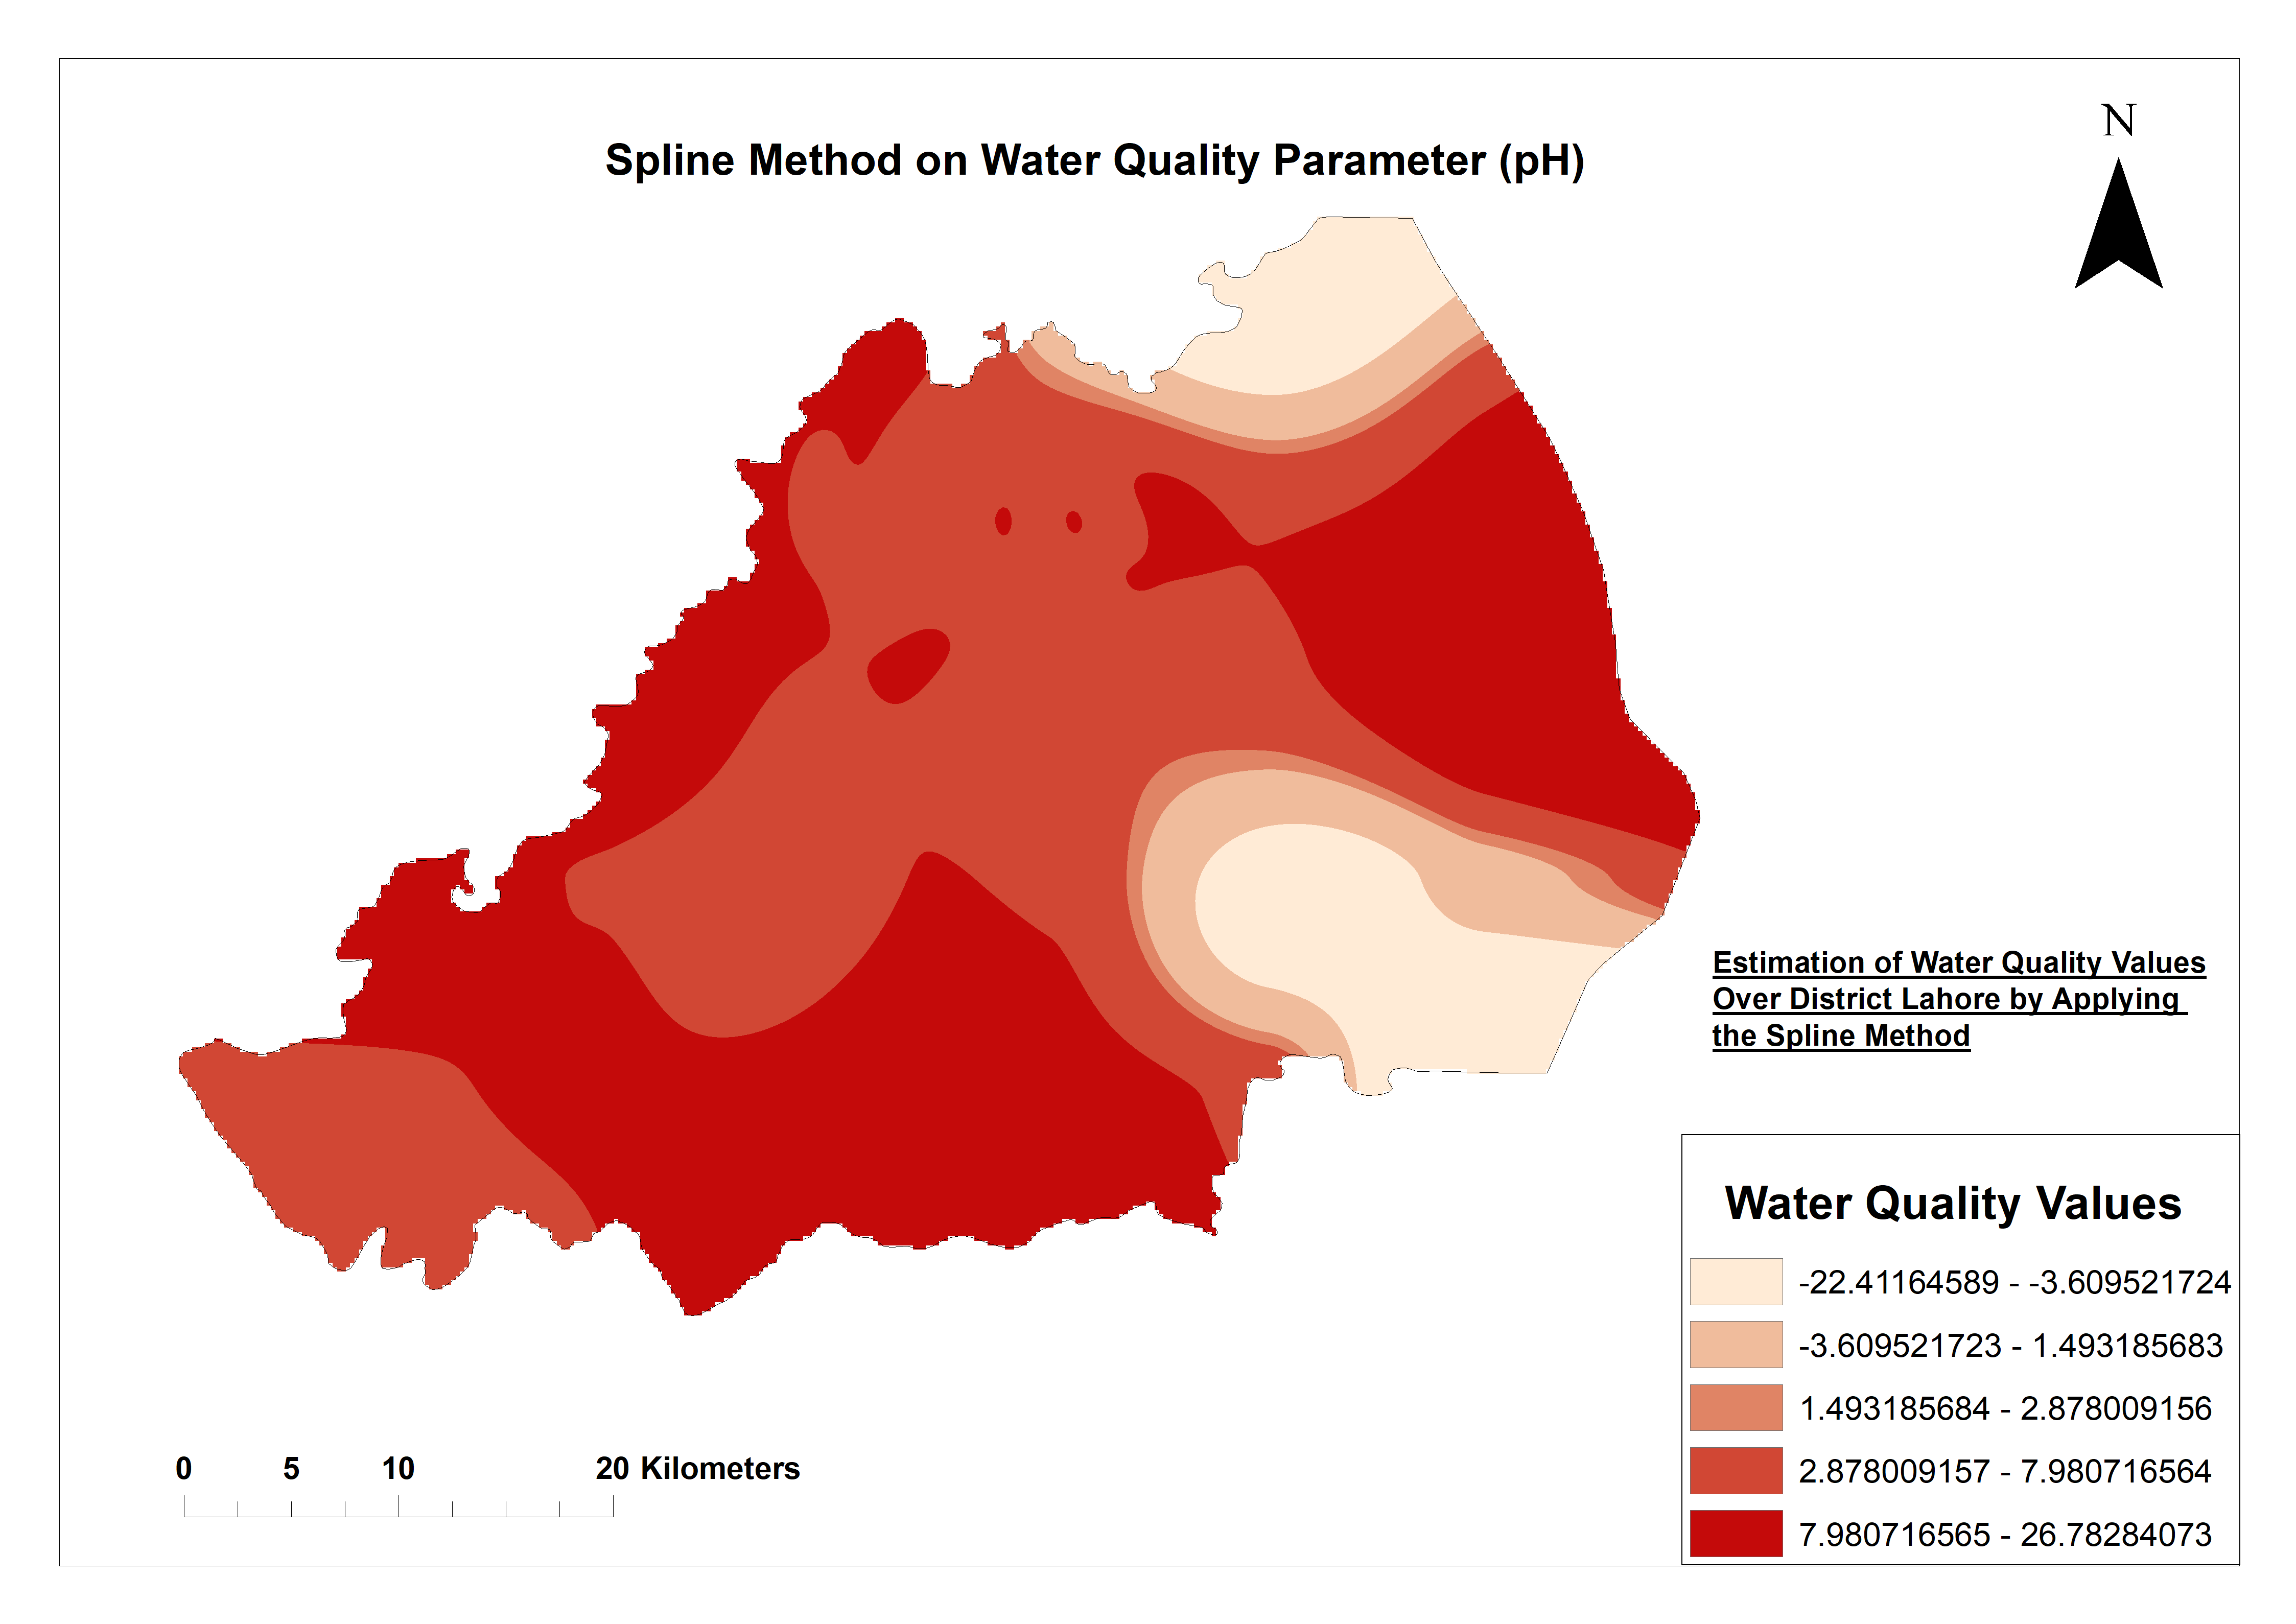 N
Spline Method on Water Quality Parameter (pH)
Estimation of Water Quality Values
Over District Lahore by Applying
the Spline Method
Water Quality Values
-22.41164589 - -3.609521724
-3.609521723 - 1.493185683
1.493185684 - 2.878009156
2.878009157 - 7.980716564
7.980716565 - 26.78284073
0 5 10 20 Kilometers